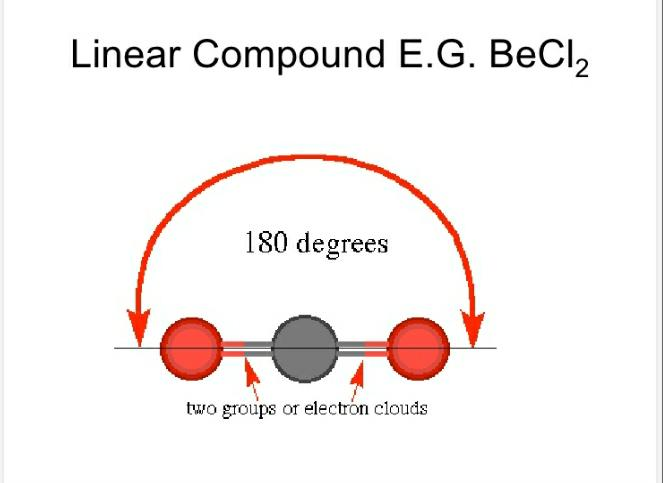 Linear Compound E.G. BeCl₂
180 degrees
two groups or electron clouds